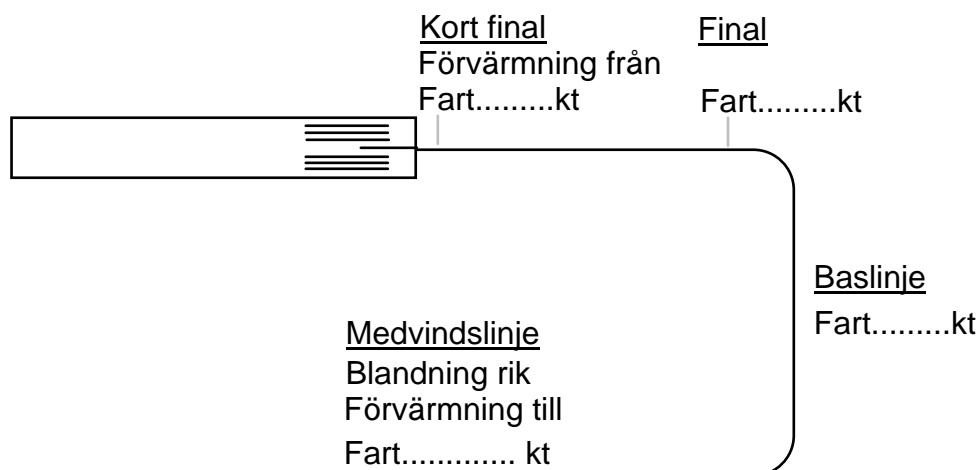 Kort final
Förvärmning från
Fart.........kt
Final
Fart.........kt
Baslinje
Fart.........kt
Medvindslinje
Blandning rik
Förvärmning till
Fart............. kt